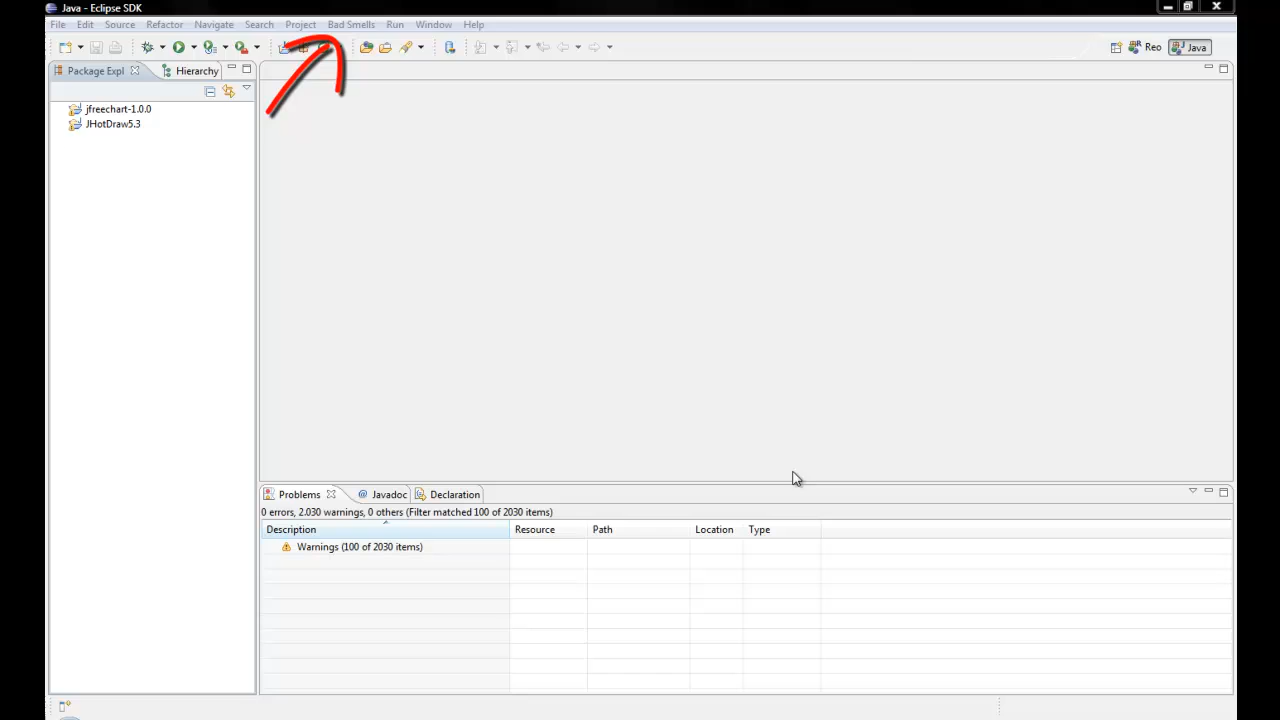 Java - Eclipse SDK
File Edit Source Refactor Navigate Search Project Bad Smells Run Window Help
Reo Java
Package Expl Hierarchy
jfreechart-1.0.0
JHotDraw5.3
Problems @ Javadoc Declaration
0 errors, 2.030 warnings, 0 others (Filter matched 100 of 2030 items)
Description Resource Path Location Type
Warnings (100 of 2030 items)